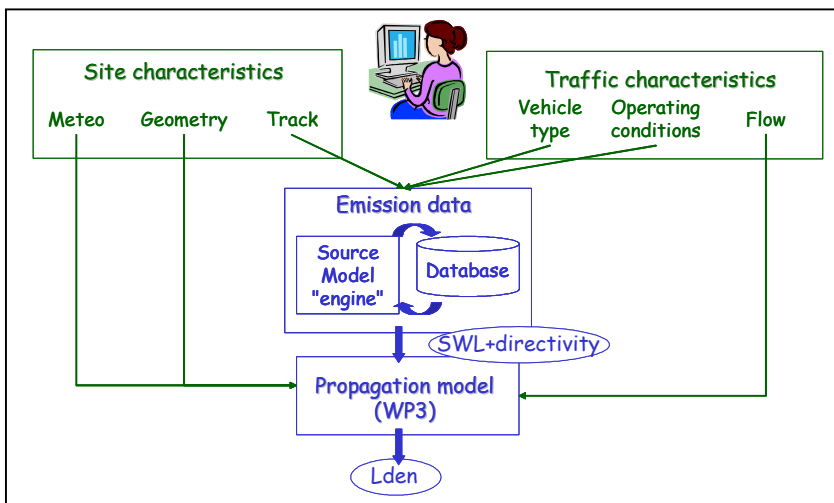 Site characteristics
Meteo Geometry Track
Traffic characteristics
Vehicle type
Operating conditions
Flow
Emission data
Source
Model
"engine"
Database
SWL+directivity
Propagation model
(WP3)
Lden